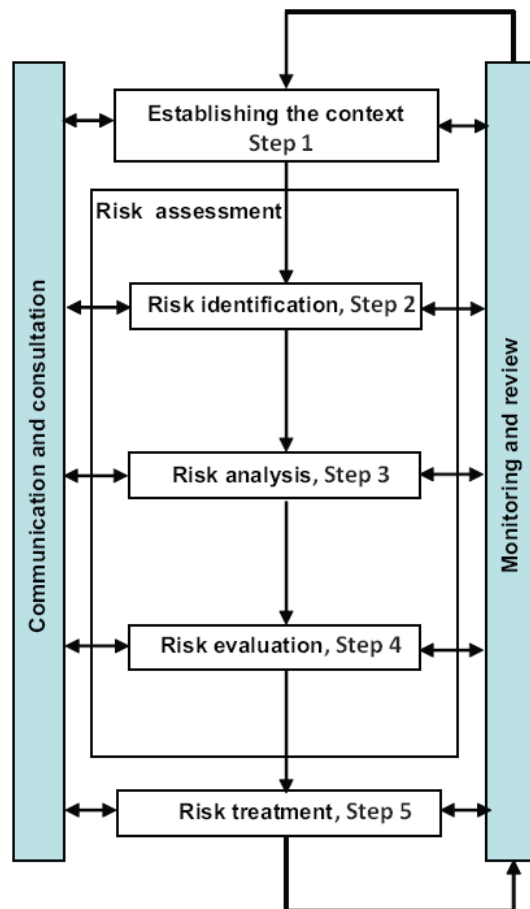 Establishing the context
Step 1
Risk assessment
Risk identification, Step 2
Risk analysis, Step 3
Risk evaluation, Step 4
Risk treatment, Step 5
Communication and consultation
Monitoring and review